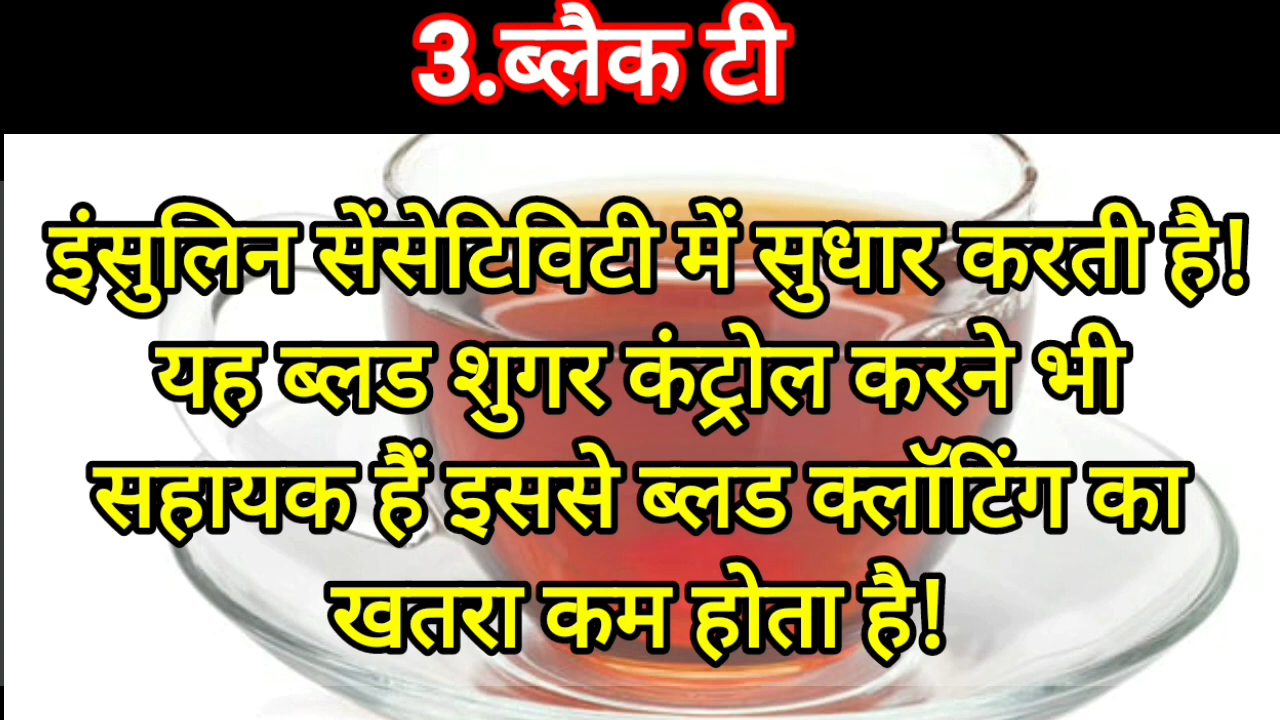 3.ब्लैक टी
इंसुलिन सेंसेटिविटी में सुधार करती है!
यह ब्लड शुगर कंट्रोल करने भी
सहायक हैं इससे ब्लड क्लॉटिंग का
खतरा कम होता है!